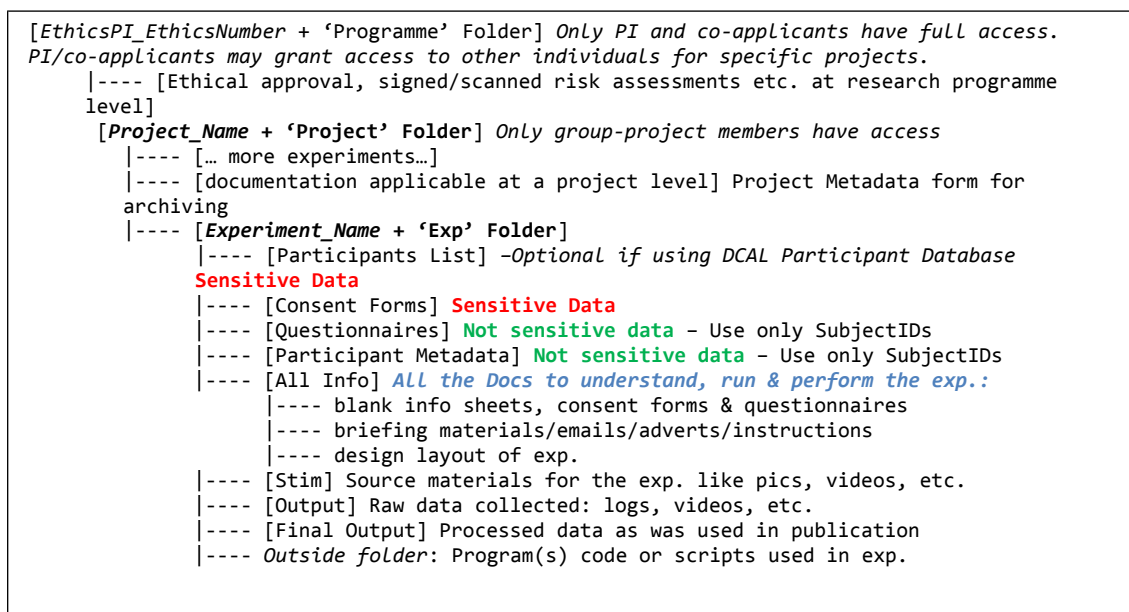 [EthicsPI_EthicsNumber + ‘Programme’ Folder] Only PI and co-applicants have full access.
PI/co-applicants may grant access to other individuals for specific projects.
|---- [Ethical approval, signed/scanned risk assessments etc. at research programme
level]
[Project_Name + ‘Project’ Folder] Only group-project members have access
|---- [… more experiments…]
|---- [documentation applicable at a project level] Project Metadata form for
archiving
|---- [Experiment_Name + ‘Exp’ Folder]
|---- [Participants List] –Optional if using DCAL Participant Database
Sensitive Data
|---- [Consent Forms] Sensitive Data
|---- [Questionnaires] Not sensitive data – Use only SubjectIDs
|---- [Participant Metadata] Not sensitive data – Use only SubjectIDs
|---- [All Info] All the Docs to understand, run & perform the exp.:
|---- blank info sheets, consent forms & questionnaires
|---- briefing materials/emails/adverts/instructions
|---- design layout of exp.
|---- [Stim] Source materials for the exp. like pics, videos, etc.
|---- [Output] Raw data collected: logs, videos, etc.
|---- [Final Output] Processed data as was used in publication
|---- Outside folder: Program(s) code or scripts used in exp.